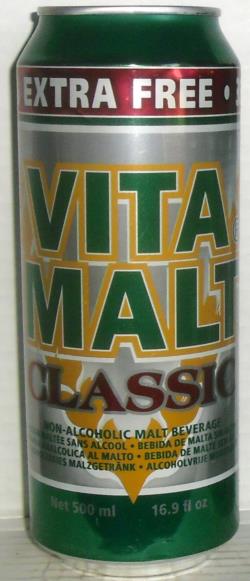 EXTRA FREE •
VITA
MALT
CLASSIC
NON-ALCOHOLIC MALT BEVERAGE
SANS ALCOOL • BEBIDA DE MALTA
AL MALTO • BEBIDA DE
MALZGETRÄNK • ALCOHOLVRIJE
Net 500 ml 16.9 fl oz